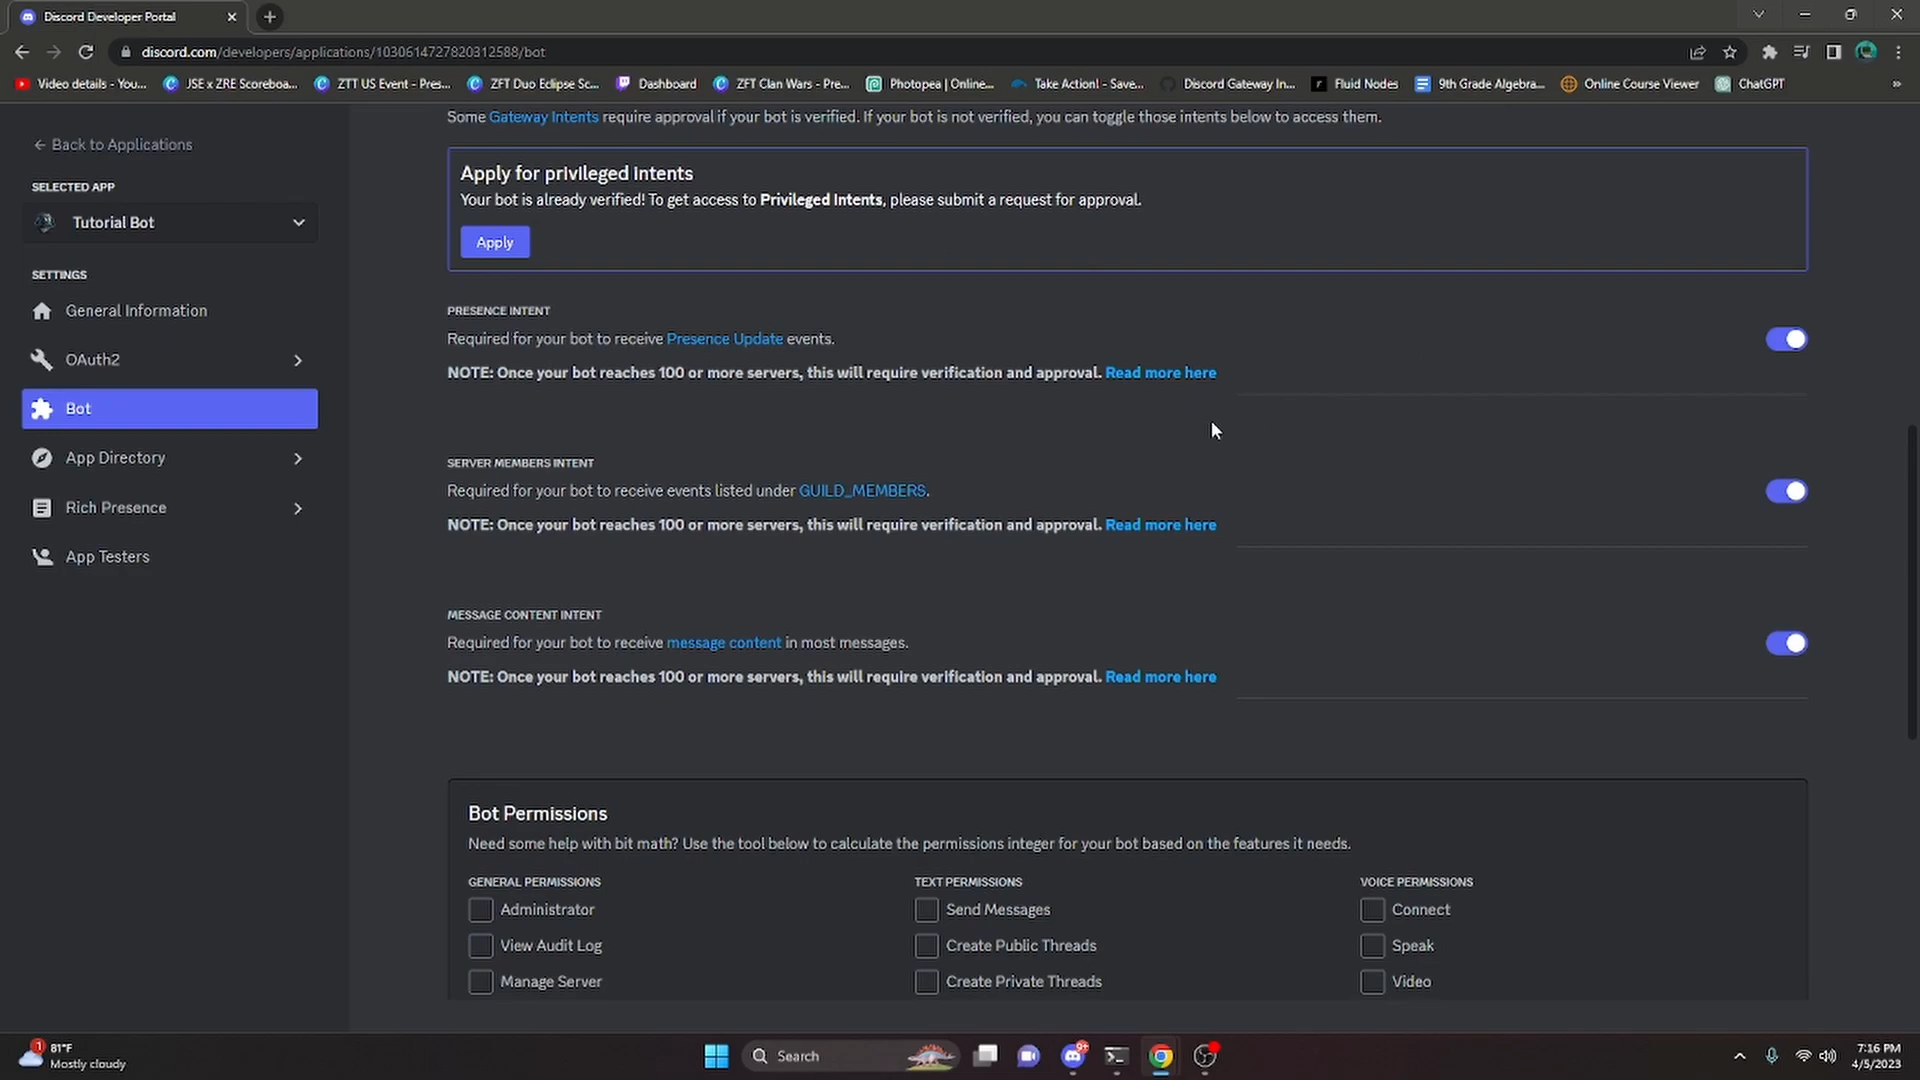 Discord Developer Portal
discord.com/developers/applications/1030614727820312588/bot
Video details - You...
JSE x ZRE Scoreboa...
ZTT US Event - Pres...
ZFT Duo Eclipse Sc...
Dashboard
ZFT Clan Wars - Pre...
Photopea | Online...
Take Action! - Save...
Discord Gateway In...
Fluid Nodes
9th Grade Algebra...
Online Course Viewer
ChatGPT
»
← Back to Applications
SELECTED APP
Tutorial Bot
SETTINGS
General Information
OAuth2
Bot
App Directory
Rich Presence
App Testers
Some Gateway Intents require approval if your bot is verified. If your bot is not verified, you can toggle those intents below to access them.
Apply for privileged intents
Your bot is already verified! To get access to Privileged Intents, please submit a request for approval.
Apply
PRESENCE INTENT
Required for your bot to receive Presence Update events.
NOTE: Once your bot reaches 100 or more servers, this will require verification and approval. Read more here
SERVER MEMBERS INTENT
Required for your bot to receive events listed under GUILD_MEMBERS.
NOTE: Once your bot reaches 100 or more servers, this will require verification and approval. Read more here
MESSAGE CONTENT INTENT
Required for your bot to receive message content in most messages.
NOTE: Once your bot reaches 100 or more servers, this will require verification and approval. Read more here
Bot Permissions
Need some help with bit math? Use the tool below to calculate the permissions integer for your bot based on the features it needs.
GENERAL PERMISSIONS
Administrator
View Audit Log
Manage Server
TEXT PERMISSIONS
Send Messages
Create Public Threads
Create Private Threads
VOICE PERMISSIONS
Connect
Speak
Video
1
81°F
Mostly cloudy
Search
9+
7:16 PM
4/5/2023